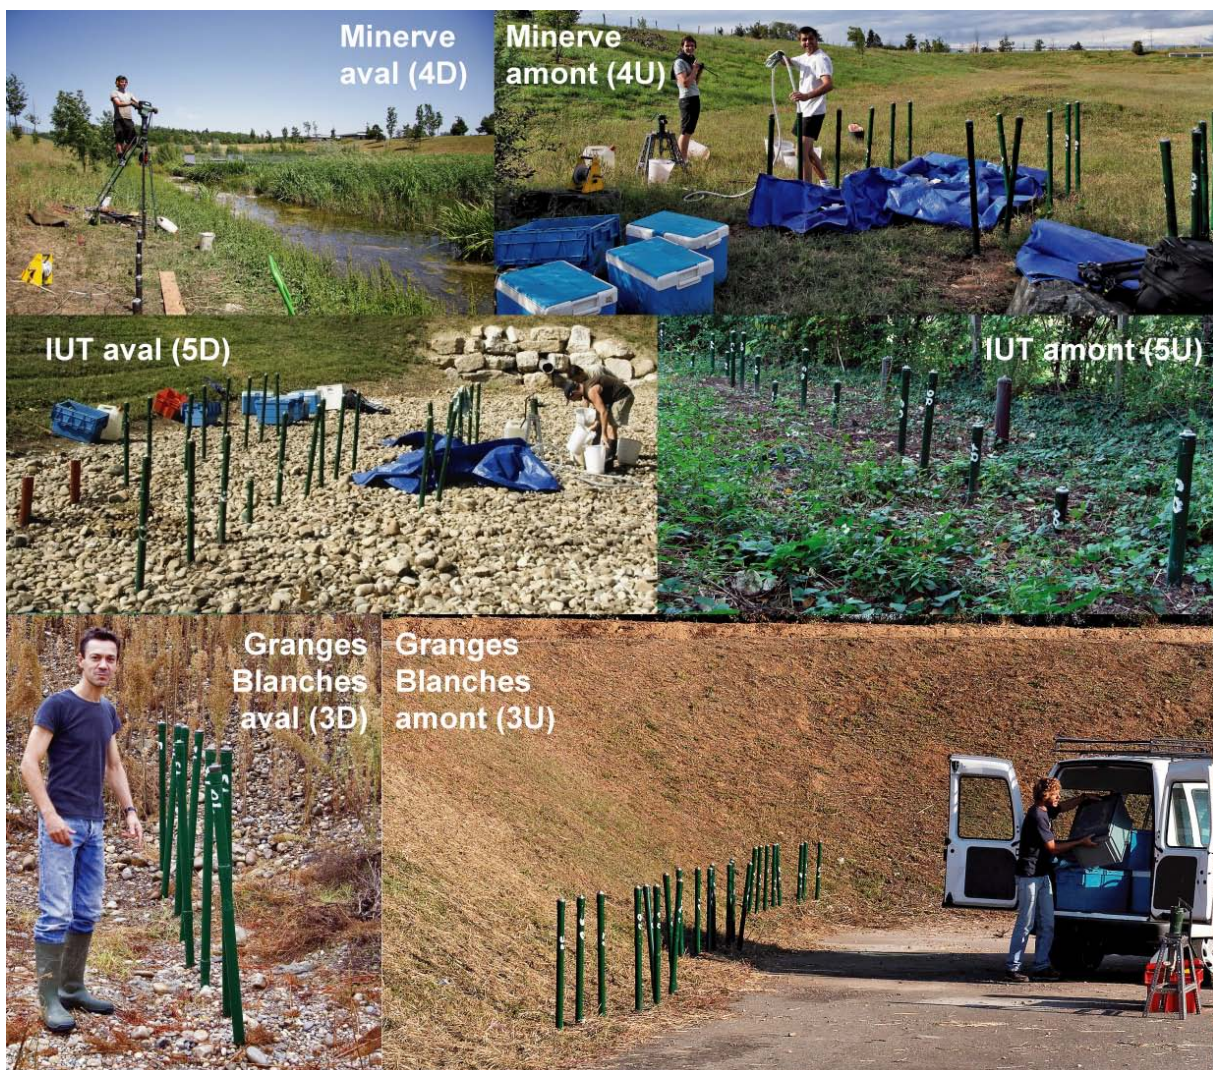 Minerve
aval (4D)
Minerve
amont (4U)
IUT aval (5D)
IUT amont (5U)
Granges
Blanches
aval (3D)
Granges
Blanches
amont (3U)